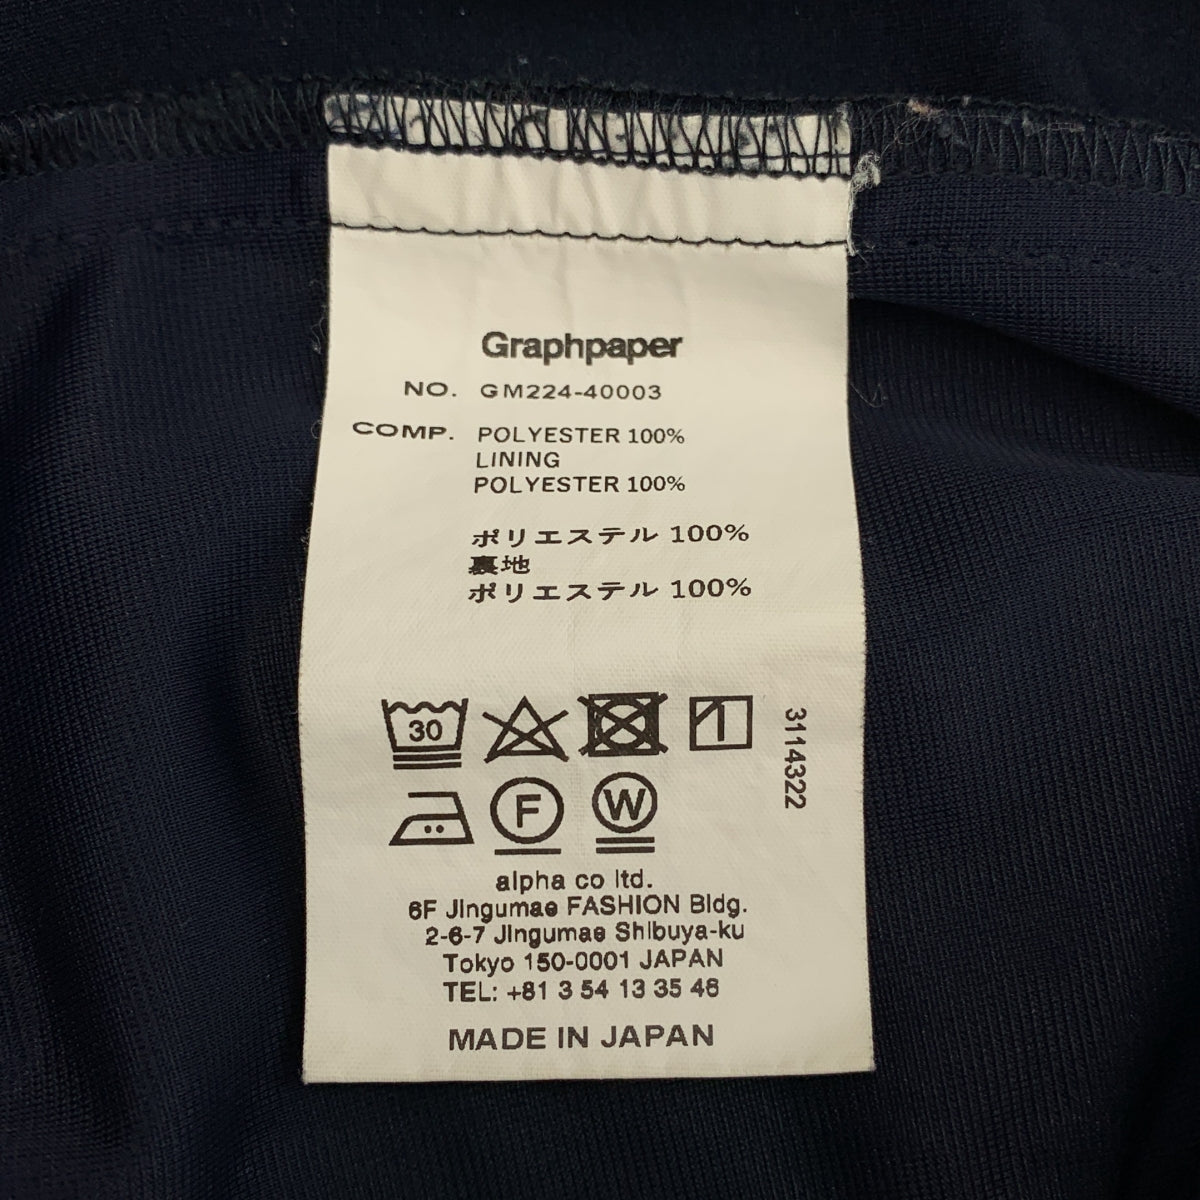 Graphpaper
NO. GM224-40003
COMP. POLYESTER 100%
LINING
POLYESTER 100%
ポリエステル 100%
裏地
ポリエステル 100%
30
3114322
F
W
alpha co ltd.
6F Jingumae FASHION Bldg.
2-6-7 Jingumae Shibuya-ku
Tokyo 150-0001 JAPAN
TEL: +81 3 54 13 35 46
MADE IN JAPAN